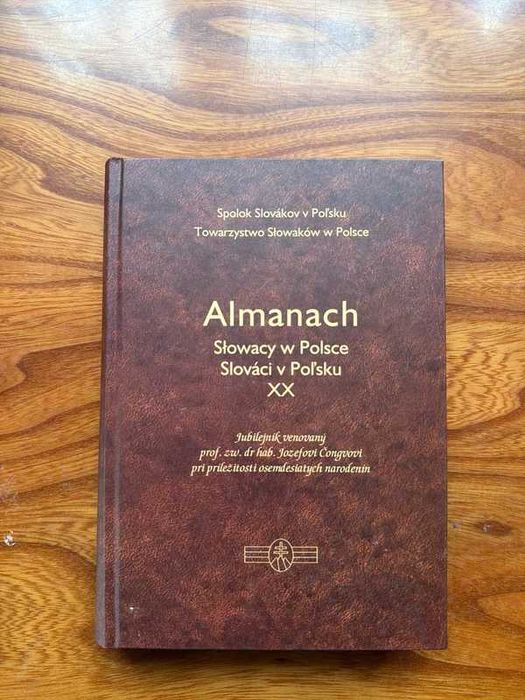 Spolok Slovákov v Poľsku
Towarzystwo Słowaków w Polsce
Almanach
Słowacy w Polsce
Slováci v Poľsku
XX
Jubilejník venovaný
prof. zw. dr hab. Jozefovi Čongvovi
pri príležitosti osemdesiatych narodenín